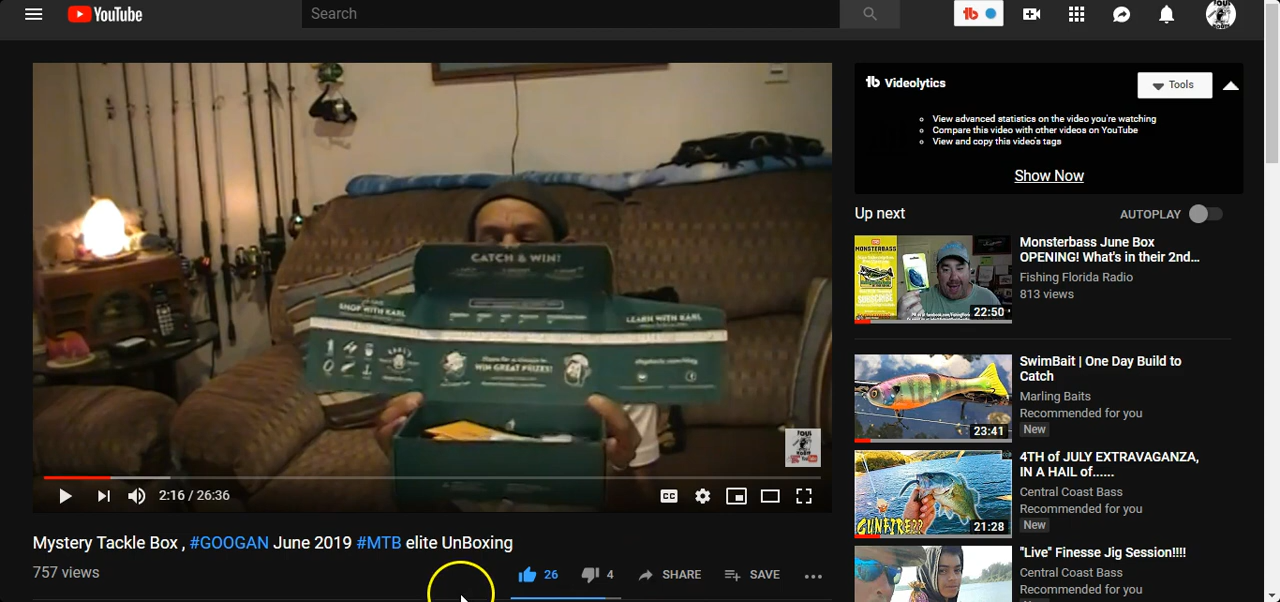 YouTube
Search
tb
CATCH & WIN!
SHOP WITH KARL
LEARN WITH KARL
WIN GREAT PRIZES!
2:16 / 26:36
CC
Mystery Tackle Box , #GOOGAN June 2019 #MTB elite UnBoxing
757 views
26
4
SHARE
SAVE
tb Videolytics
Tools
View advanced statistics on the video you're watching
Compare this video with other videos on YouTube
View and copy this video's tags
Show Now
Up next
AUTOPLAY
MONSTERBASS
SUBSCRIBE
22:50
Monsterbass June Box
OPENING! What's in their 2nd...
Fishing Florida Radio
813 views
23:41
SwimBait | One Day Build to
Catch
Marling Baits
Recommended for you
New
GUNFIRE??
21:28
4TH of JULY EXTRAVAGANZA,
IN A HAIL of......
Central Coast Bass
Recommended for you
New
"Live" Finesse Jig Session!!!!
Central Coast Bass
Recommended for you